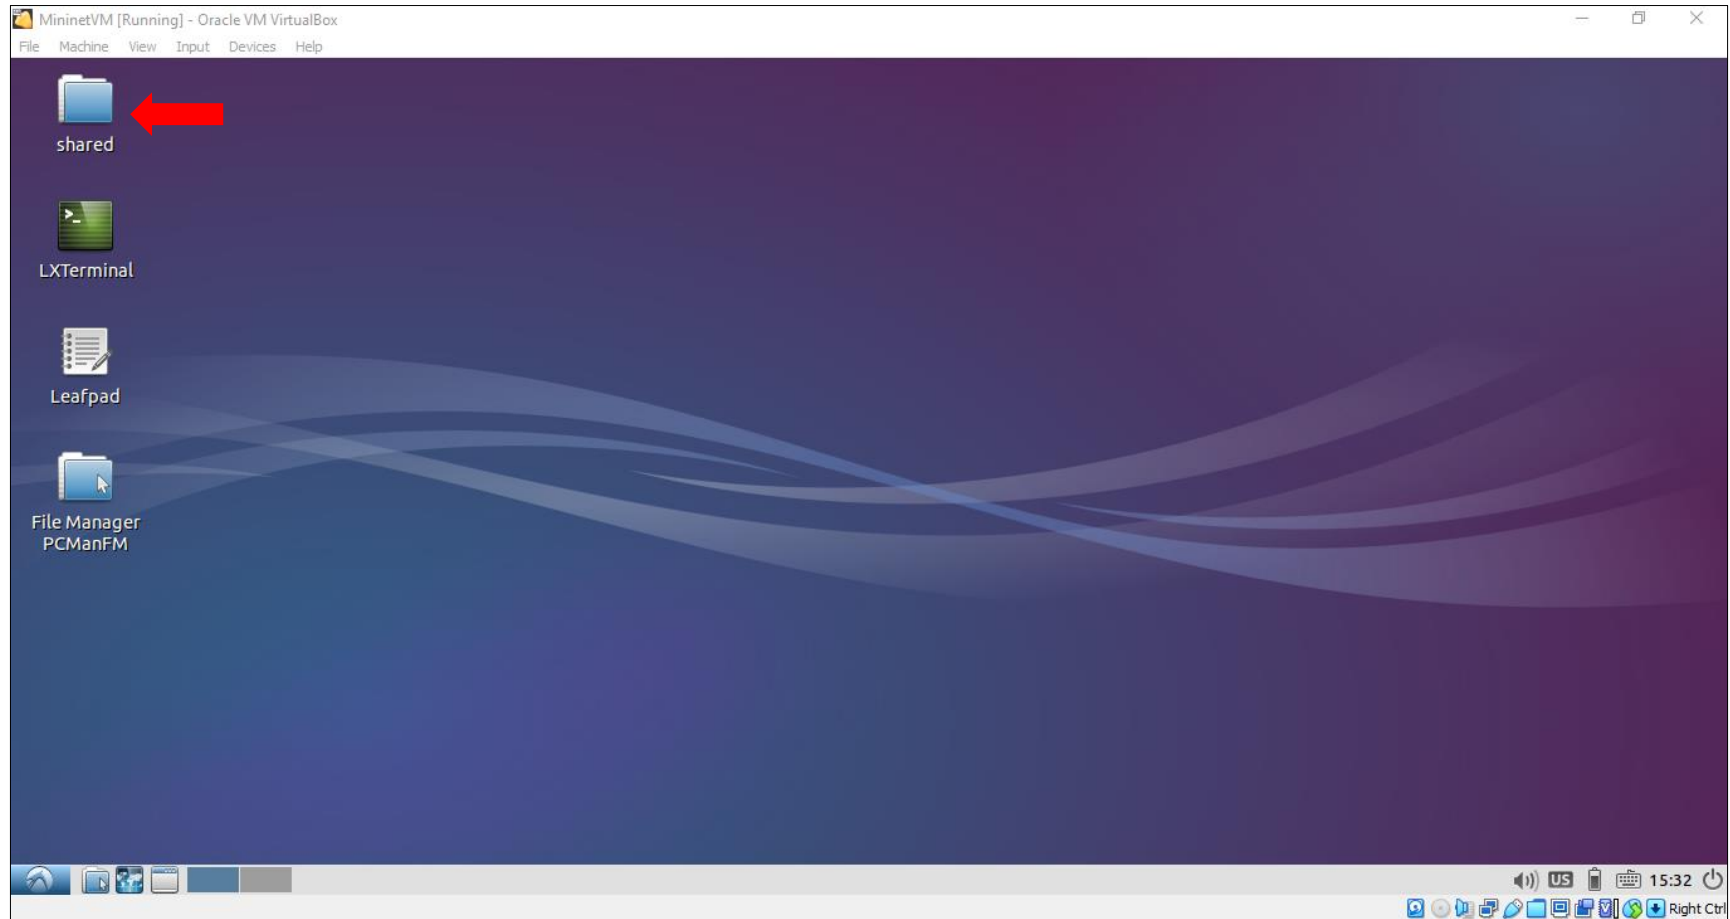 MininetVM [Running] - Oracle VM VirtualBox
File Machine View Input Devices Help
shared
>_
LXTerminal
Leafpad
File Manager
PCManFM
US 15:32
V Right Ctrl